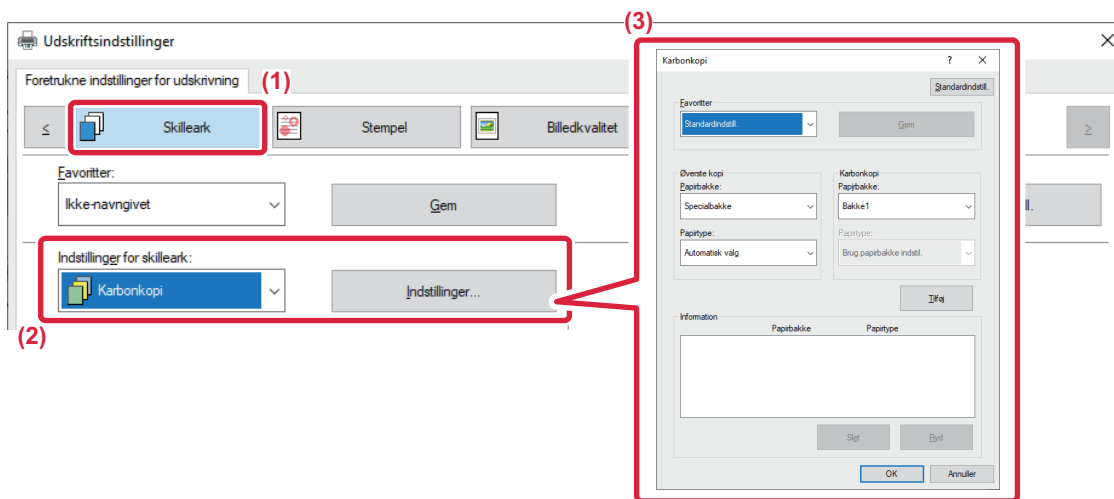 (3)
Udskriftsindstillinger
Foretrukne indstillinger for udskrivning
(1)
≤ Skilleark Stempel Billedkvalitet ≥
Favoritter:
Ikke-navngivet Gem l.
Indstillinger for skilleark:
Karbonkopi Indstillinger...
(2)
Karbonkopi ? ×
Standardindstill.
Favoritter
Standardindstill. Gem
Øverste kopi Karbonkopi
Papirbakke: Papirbakke:
Specialbakke Bakke1
Papirtype: Papirtype:
Automatisk valg Brug papirbakke indstil.
Tilføj
Information
Papirbakke Papirtype
Slet Ryd
OK Annuller